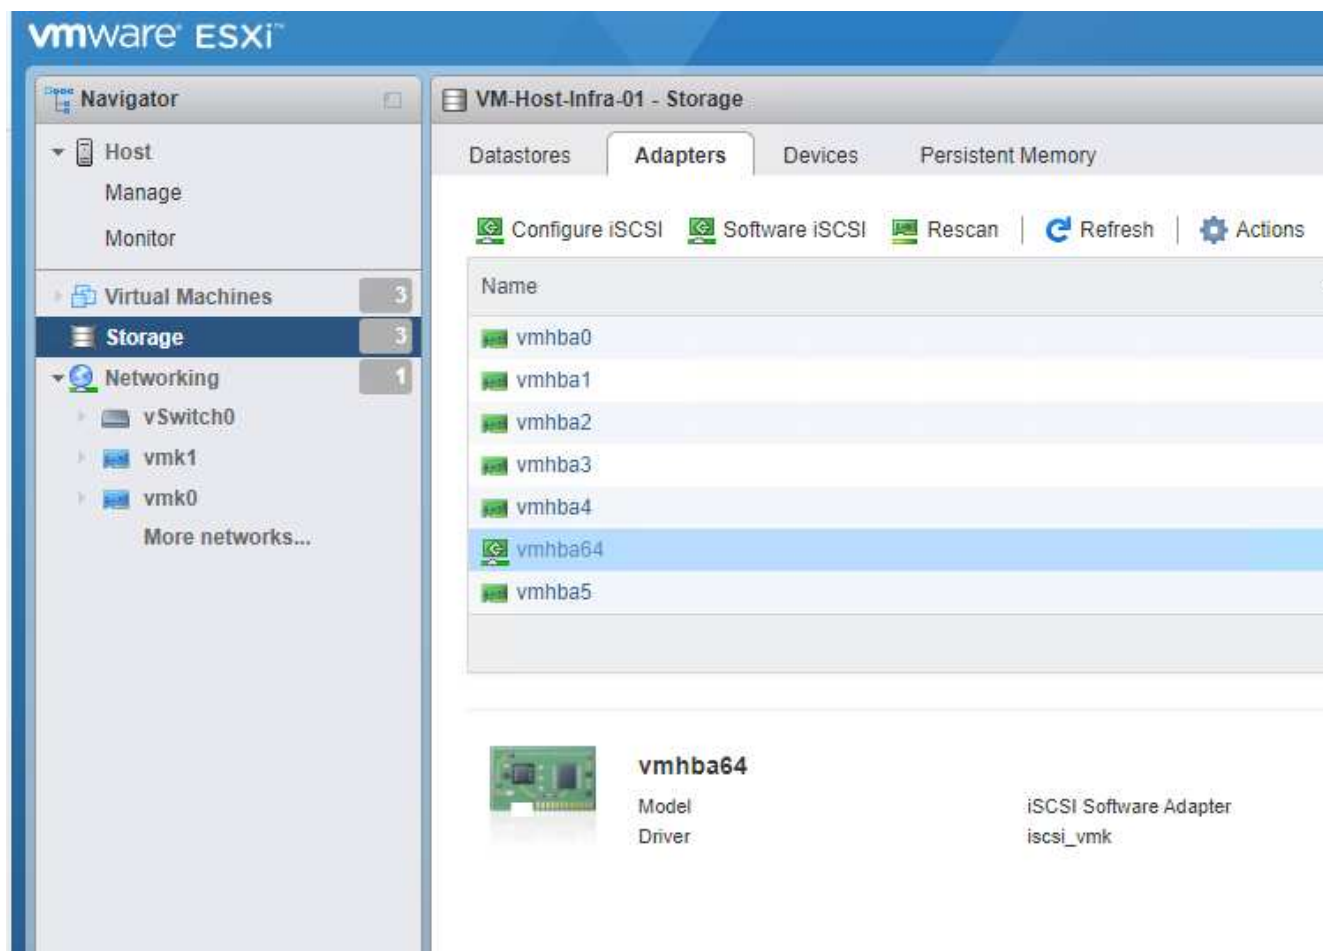 vmware® ESXi™
Navigator
Host
Manage
Monitor
Virtual Machines 3
Storage 3
Networking 1
vSwitch0
vmk1
vmk0
More networks...
VM-Host-Infra-01 - Storage
Datastores Adapters Devices Persistent Memory
Configure iSCSI Software iSCSI Rescan Refresh Actions
Name
vmhba0
vmhba1
vmhba2
vmhba3
vmhba4
vmhba64
vmhba5
vmhba64
Model iSCSI Software Adapter
Driver iscsi_vmk